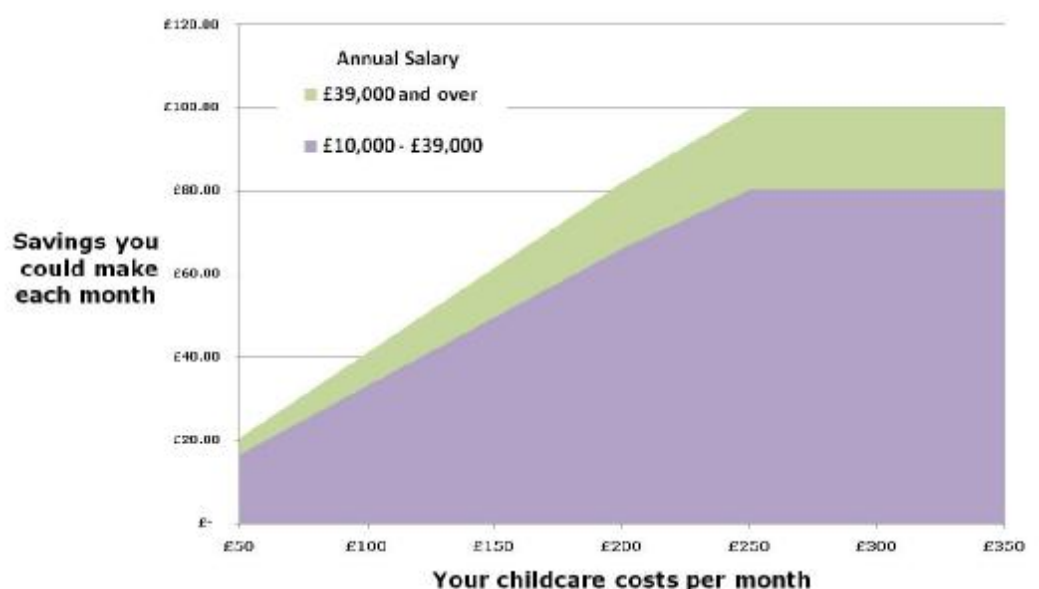 £120.00
Annual Salary
£39,000 and over
£100.00
£10,000 - £39,000
£80.00
Savings you
could make
each month
£60.00
£40.00
£20.00
£-
£50 £100 £150 £200 £250 £300 £350
Your childcare costs per month